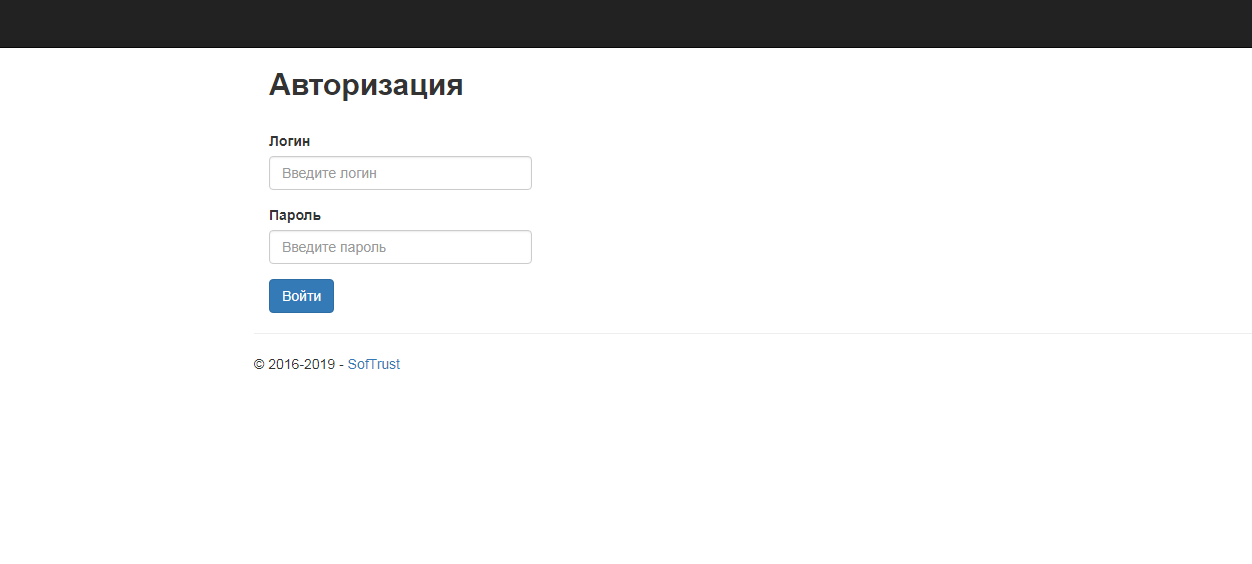 Авторизация
Логин
Введите логин
Пароль
Введите пароль
Войти
© 2016-2019 - SofTrust